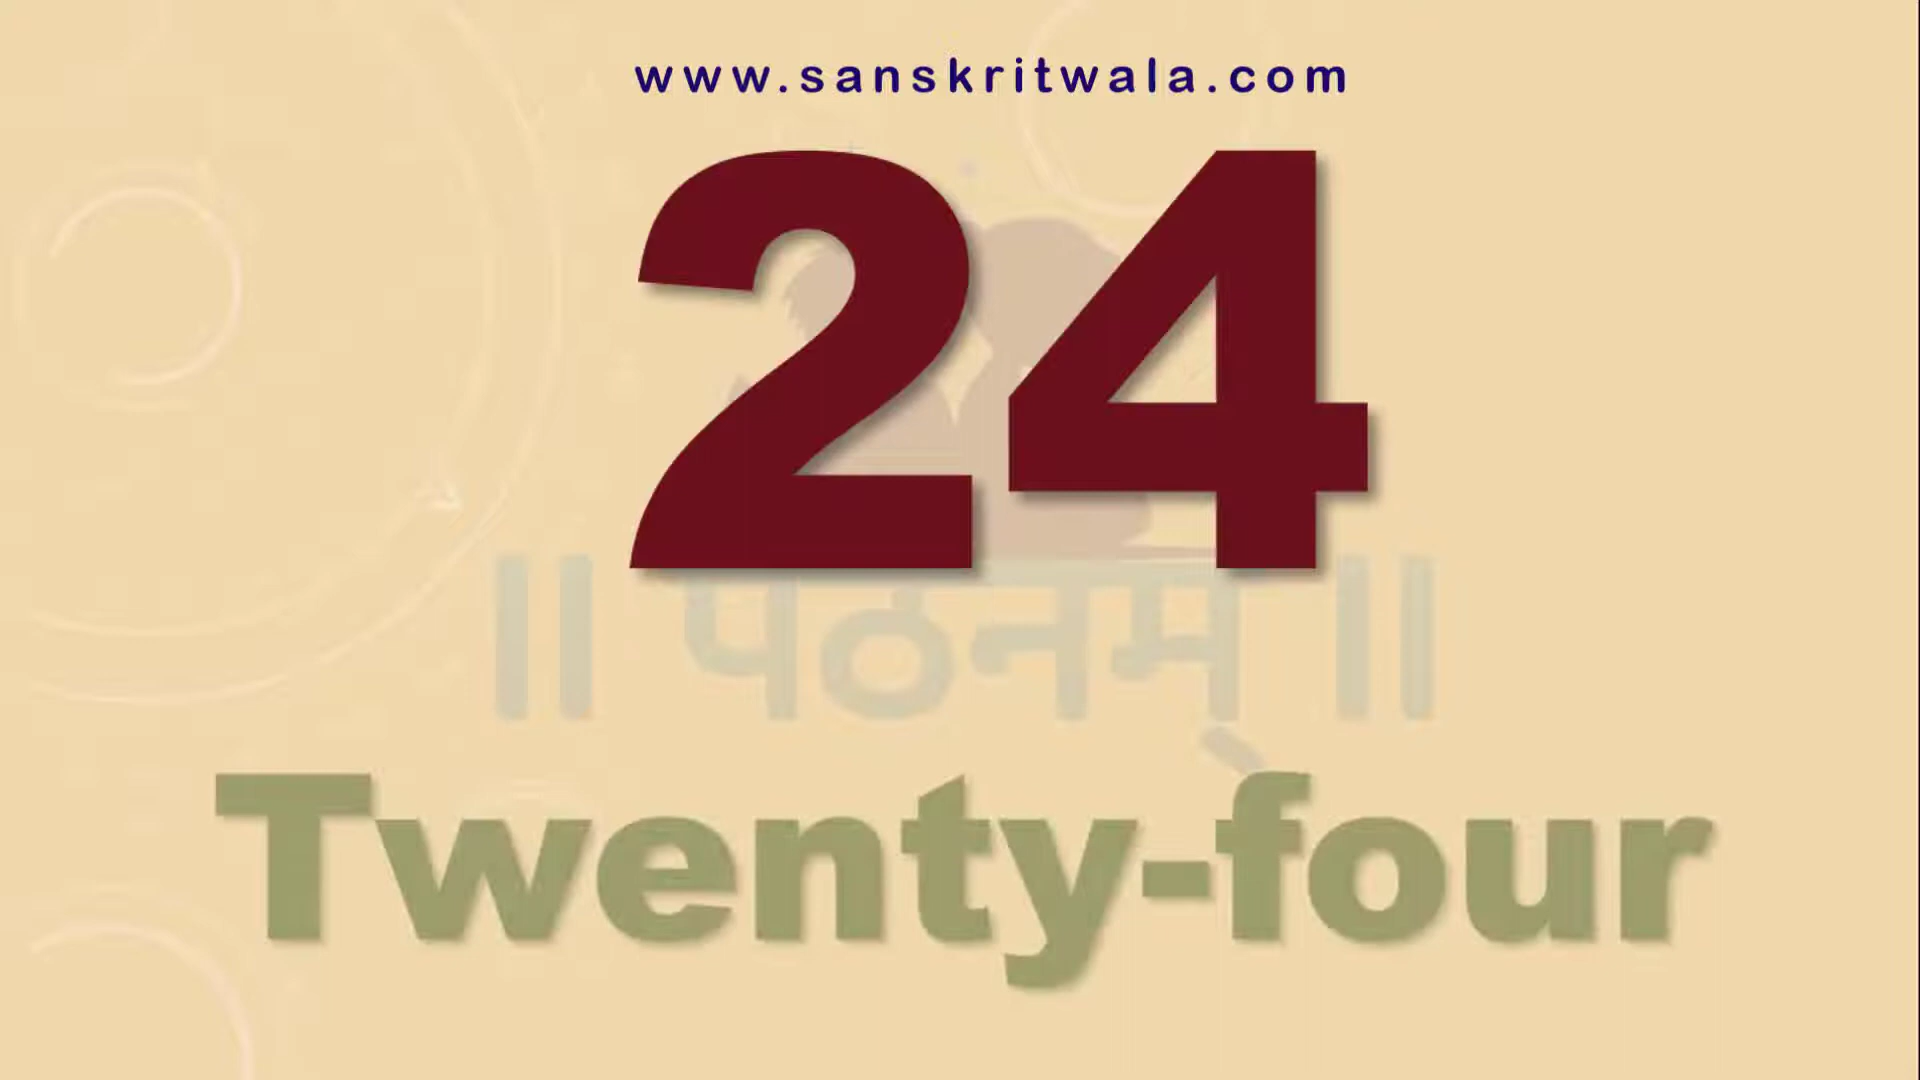 www.sanskritwala.com
24
|| पठनम् ||
Twenty-four